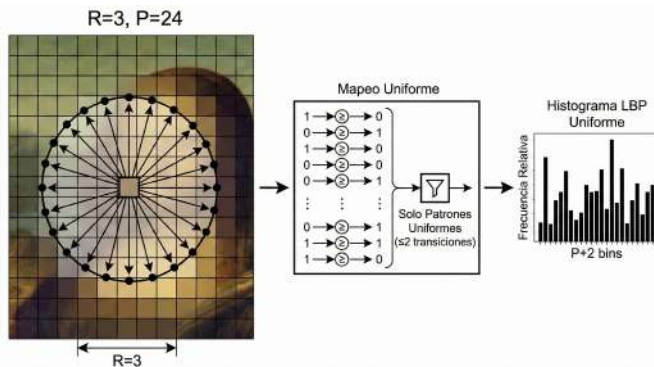 R=3, P=24
R=3
Mapeo Uniforme
1 ≥ 0
0 ≥ 1
1 ≥ 0
0 ≥ 0
0 ≥ 1
⋮ ⋮
0 ≥ 1
1 ≥ 1
1 ≥ 0
Solo Patrones
Uniformes
(≤2 transiciones)
Histograma LBP
Uniforme
Frecuencia Relativa
P+2 bins